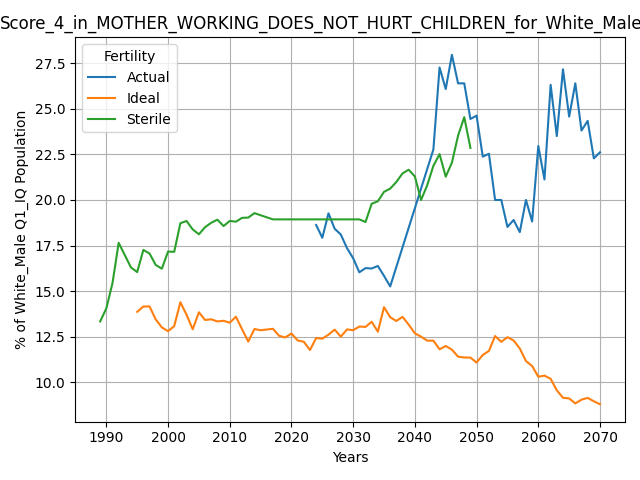 Score_4_in_MOTHER_WORKING_DOES_NOT_HURT_CHILDREN_for_White_Male
Fertility
Actual
Ideal
Sterile
27.5
25.0
22.5
20.0
17.5
15.0
12.5
10.0
% of White_Male Q1_IQ Population
1990 2000 2010 2020 2030 2040 2050 2060 2070
Years